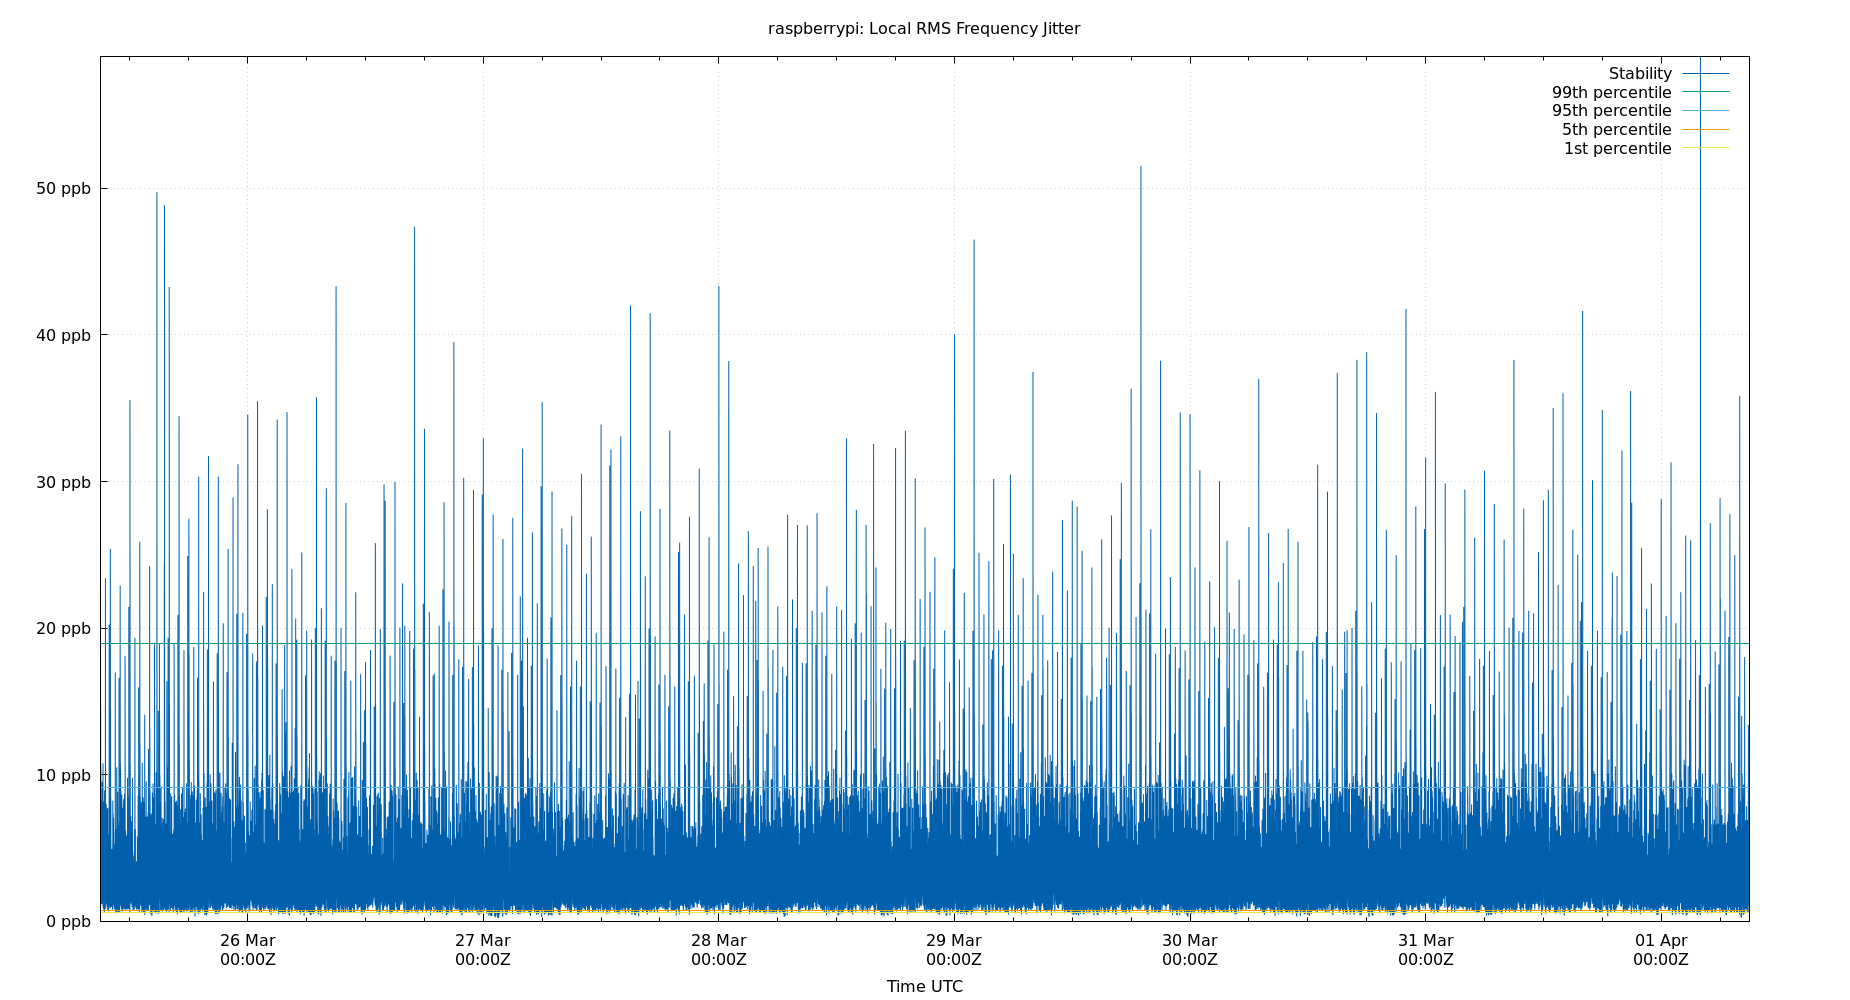 raspberrypi: Local RMS Frequency Jitter
Stability
99th percentile
95th percentile
5th percentile
1st percentile
50 ppb
40 ppb
30 ppb
20 ppb
10 ppb
0 ppb
26 Mar 27 Mar 28 Mar 29 Mar 30 Mar 31 Mar 01 Apr
00:00Z 00:00Z 00:00Z 00:00Z 00:00Z 00:00Z 00:00Z
Time UTC